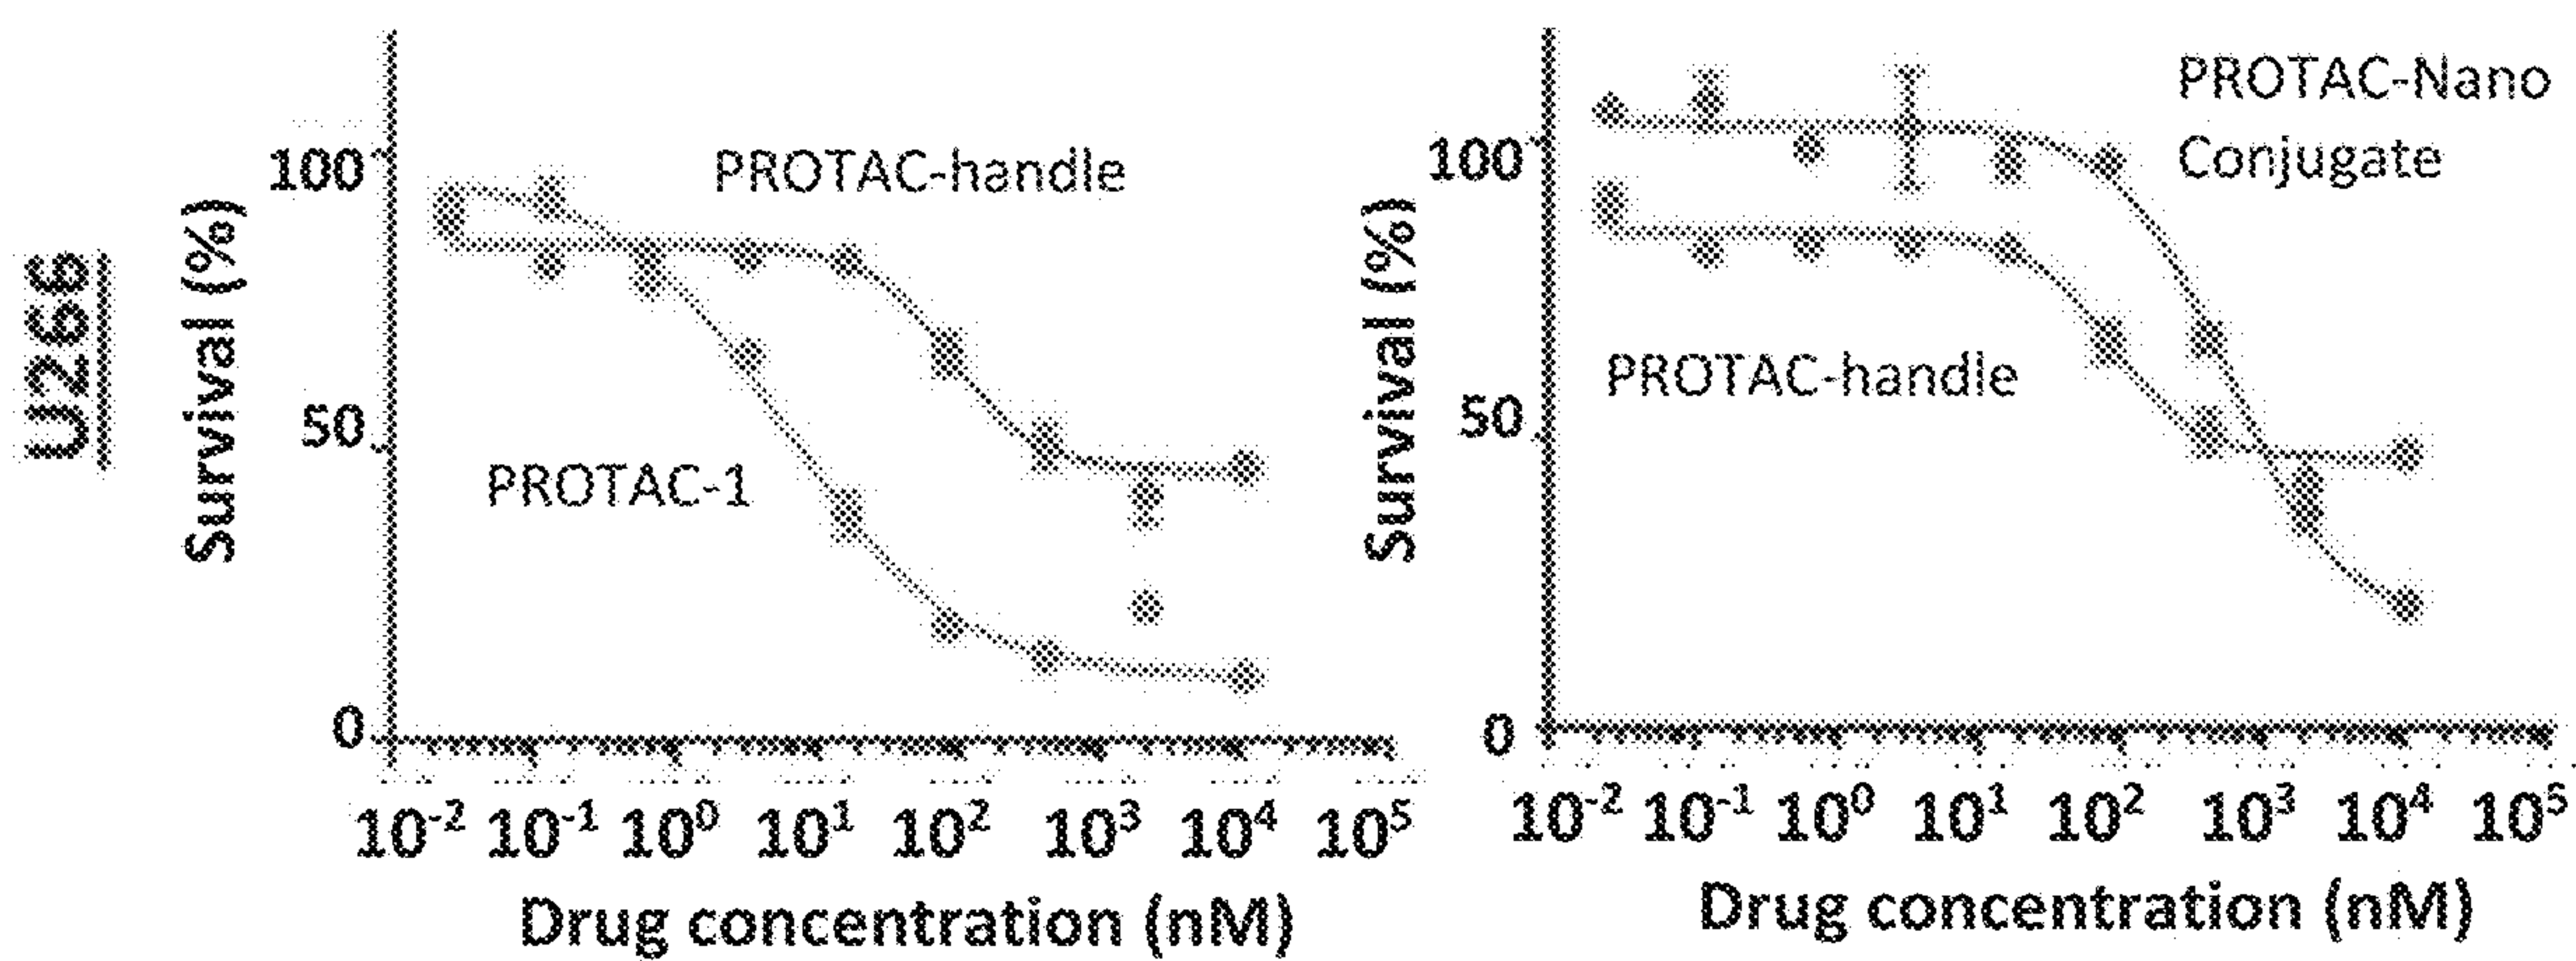 U266
Survival (%)
100
50
0
PROTAC-handle
PROTAC-1
10⁻² 10⁻¹ 10⁰ 10¹ 10² 10³ 10⁴ 10⁵
Drug concentration (nM)
Survival (%)
100
50
0
PROTAC-Nano
Conjugate
PROTAC-handle
10⁻² 10⁻¹ 10⁰ 10¹ 10² 10³ 10⁴ 10⁵
Drug concentration (nM)